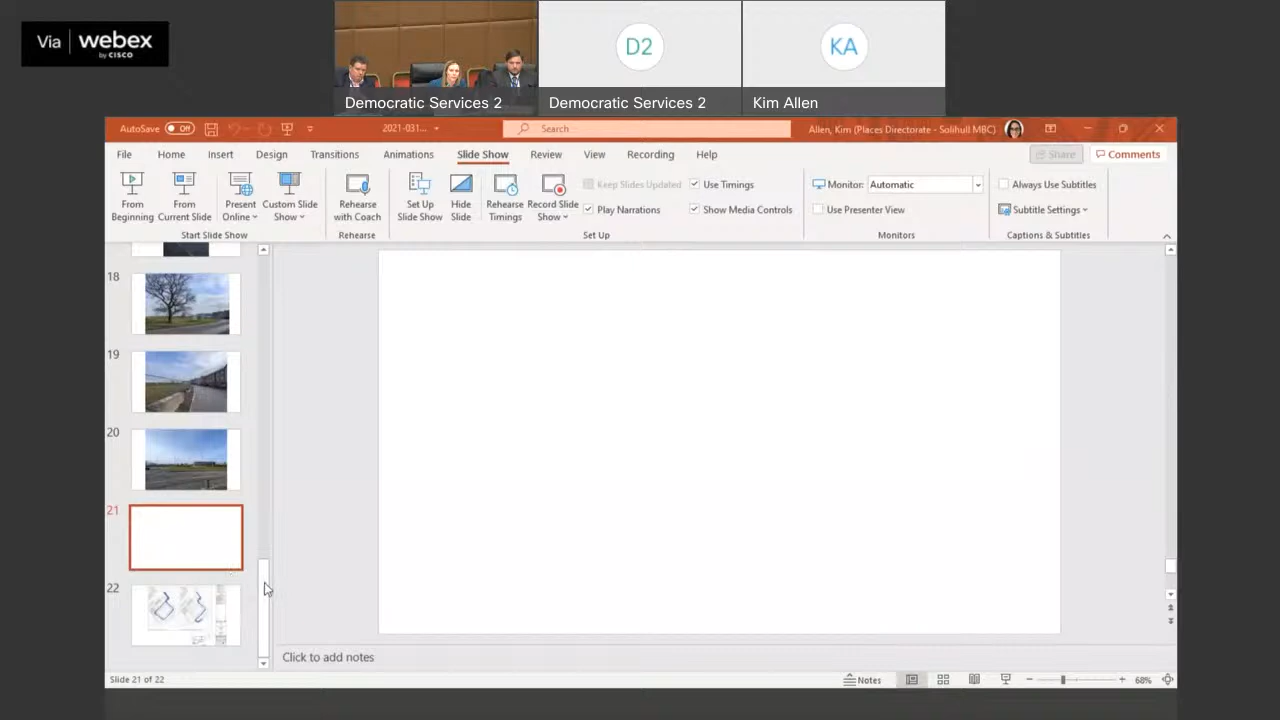 Via webex
by CISCO
Democratic Services 2
D2
Democratic Services 2
KA
Kim Allen
AutoSave Off
2021-031...
Search
Allen, Kim (Places Directorate - Solihull MBC)
File Home Insert Design Transitions Animations Slide Show Review View Recording Help
Share Comments
From Beginning
From Current Slide
Present Online
Custom Slide Show
Start Slide Show
Rehearse with Coach
Rehearse
Set Up Slide Show
Hide Slide
Rehearse Timings
Record Slide Show
Keep Slides Updated
Play Narrations
Use Timings
Show Media Controls
Set Up
Monitor: Automatic
Use Presenter View
Monitors
Always Use Subtitles
Subtitle Settings
Captions & Subtitles
18
19
20
21
22
Click to add notes
Slide 21 of 22
Notes
68%